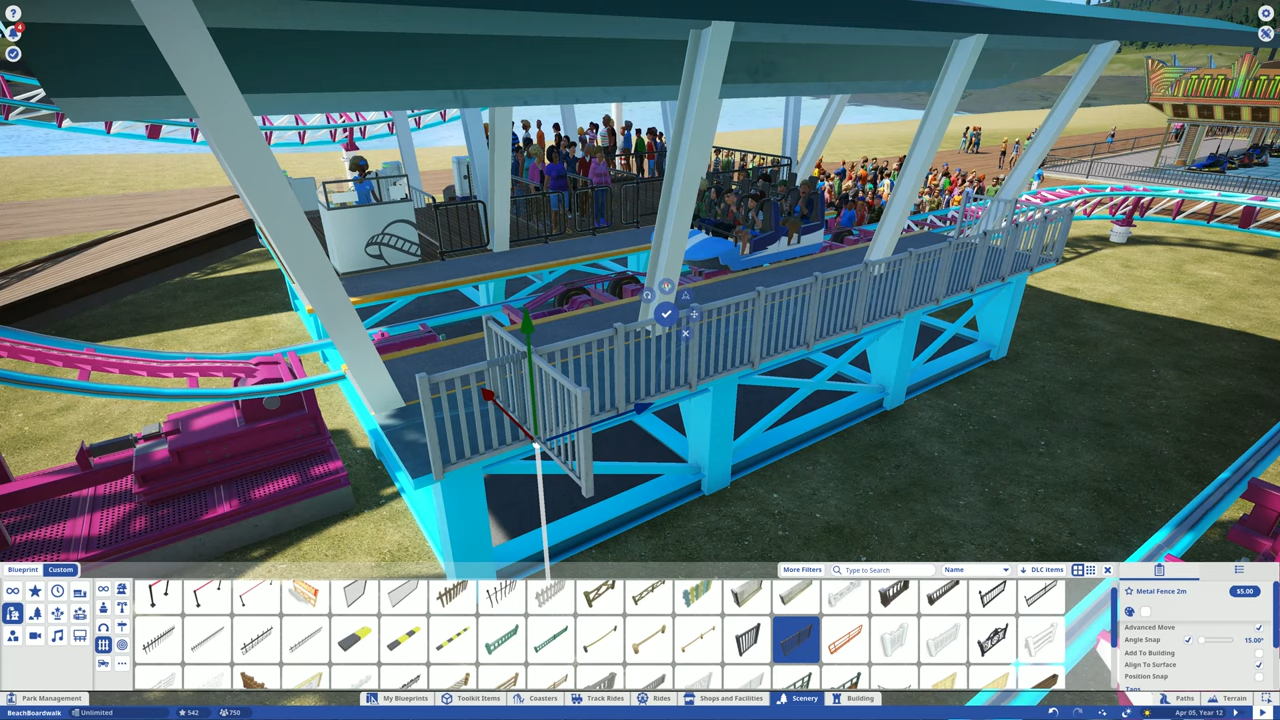 ?
4
Blueprint
Custom
More Filters
Type to Search
Name
DLC items
Metal Fence 2m
$5.00
Advanced Move
Angle Snap
15.00°
Add To Building
Align To Surface
Position Snap
Tags
Park Management
My Blueprints
Toolkit Items
Coasters
Track Rides
Rides
Shops and Facilities
Scenery
Building
Paths
Terrain
BeachBoardwalk
Unlimited
542
750
Apr 05, Year 12